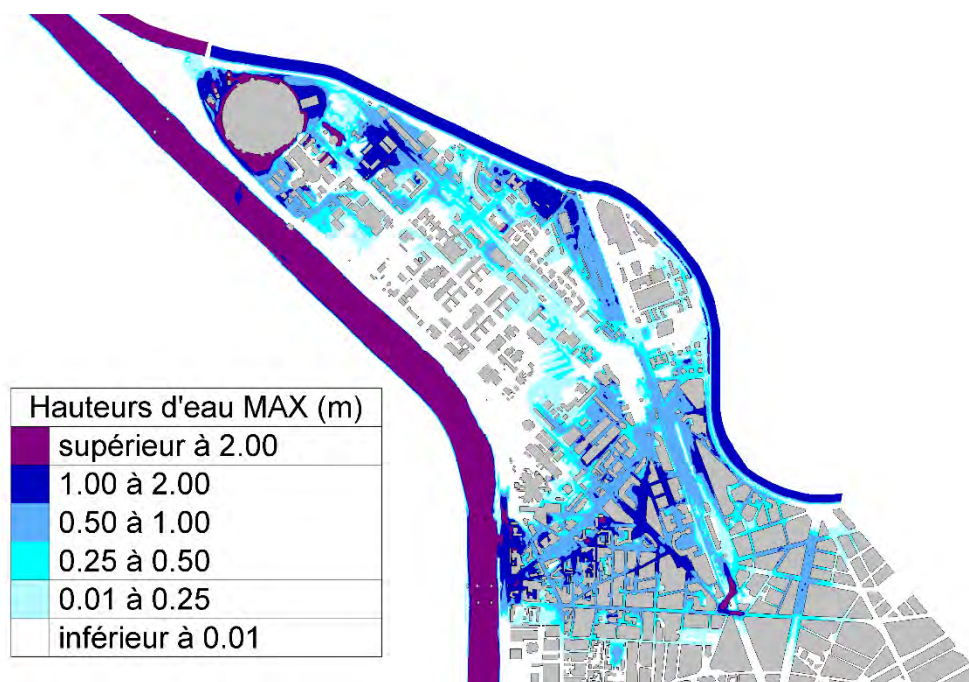 Hauteurs d'eau MAX (m)
supérieur à 2.00
1.00 à 2.00
0.50 à 1.00
0.25 à 0.50
0.01 à 0.25
inférieur à 0.01